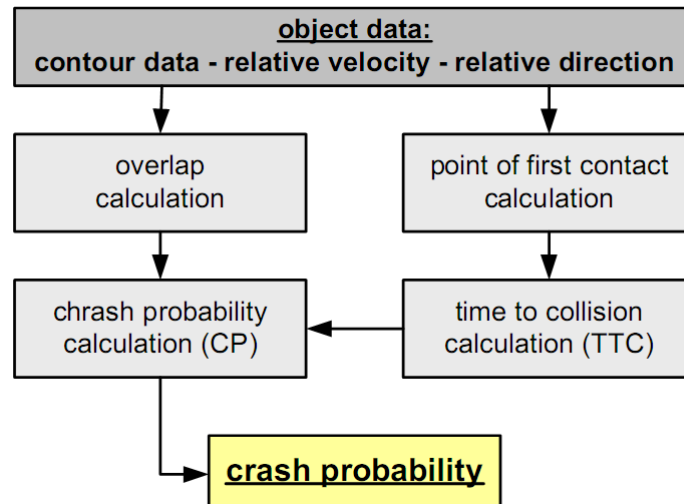 object data:
contour data - relative velocity - relative direction
overlap
calculation
point of first contact
calculation
chrash probability
calculation (CP)
time to collision
calculation (TTC)
crash probability